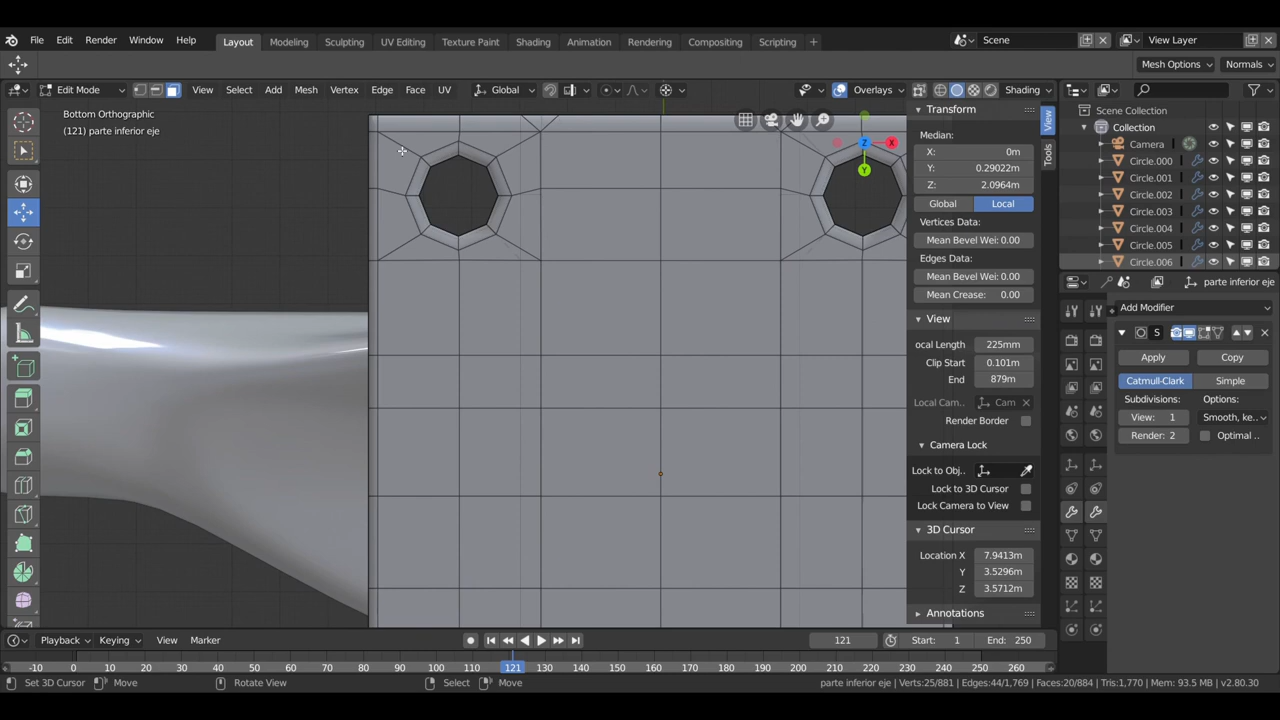 File Edit Render Window Help Layout Modeling Sculpting UV Editing Texture Paint Shading Animation Rendering Compositing Scripting + Scene View Layer
Mesh Options Normals
Edit Mode View Select Add Mesh Vertex Edge Face UV Global Overlays Shading
Bottom Orthographic
(121) parte inferior eje
Z X Y
Transform
Median:
X: 0m
Y: 0.29022m
Z: 2.0964m
Global Local
Vertices Data:
Mean Bevel Wei: 0.00
Edges Data:
Mean Bevel Wei: 0.00
Mean Crease: 0.00
View
ocal Length 225mm
Clip Start 0.101m
End 879m
Local Cam.. Cam
Render Border
Camera Lock
Lock to Obj..
Lock to 3D Cursor
Lock Camera to View
3D Cursor
Location X 7.9413m
Y 3.5296m
Z 3.5712m
Annotations
View
Tools
Scene Collection
Collection
Camera
Circle.000
Circle.001
Circle.002
Circle.003
Circle.004
Circle.005
Circle.006
parte inferior eje
Add Modifier
S
Apply Copy
Catmull-Clark Simple
Subdivisions: Options:
View: 1 Smooth, ke..
Render: 2 Optimal ..
Playback Keying View Marker 121 Start: 1 End: 250
-10 0 10 20 30 40 50 60 70 80 90 100 110 121 130 140 150 160 170 180 190 200 210 220 230 240 250 260
Set 3D Cursor Move Rotate View Select Move parte inferior eje | Verts:25/881 | Edges:44/1,769 | Faces:20/884 | Tris:1,770 | Mem: 93.5 MB | v2.80.30